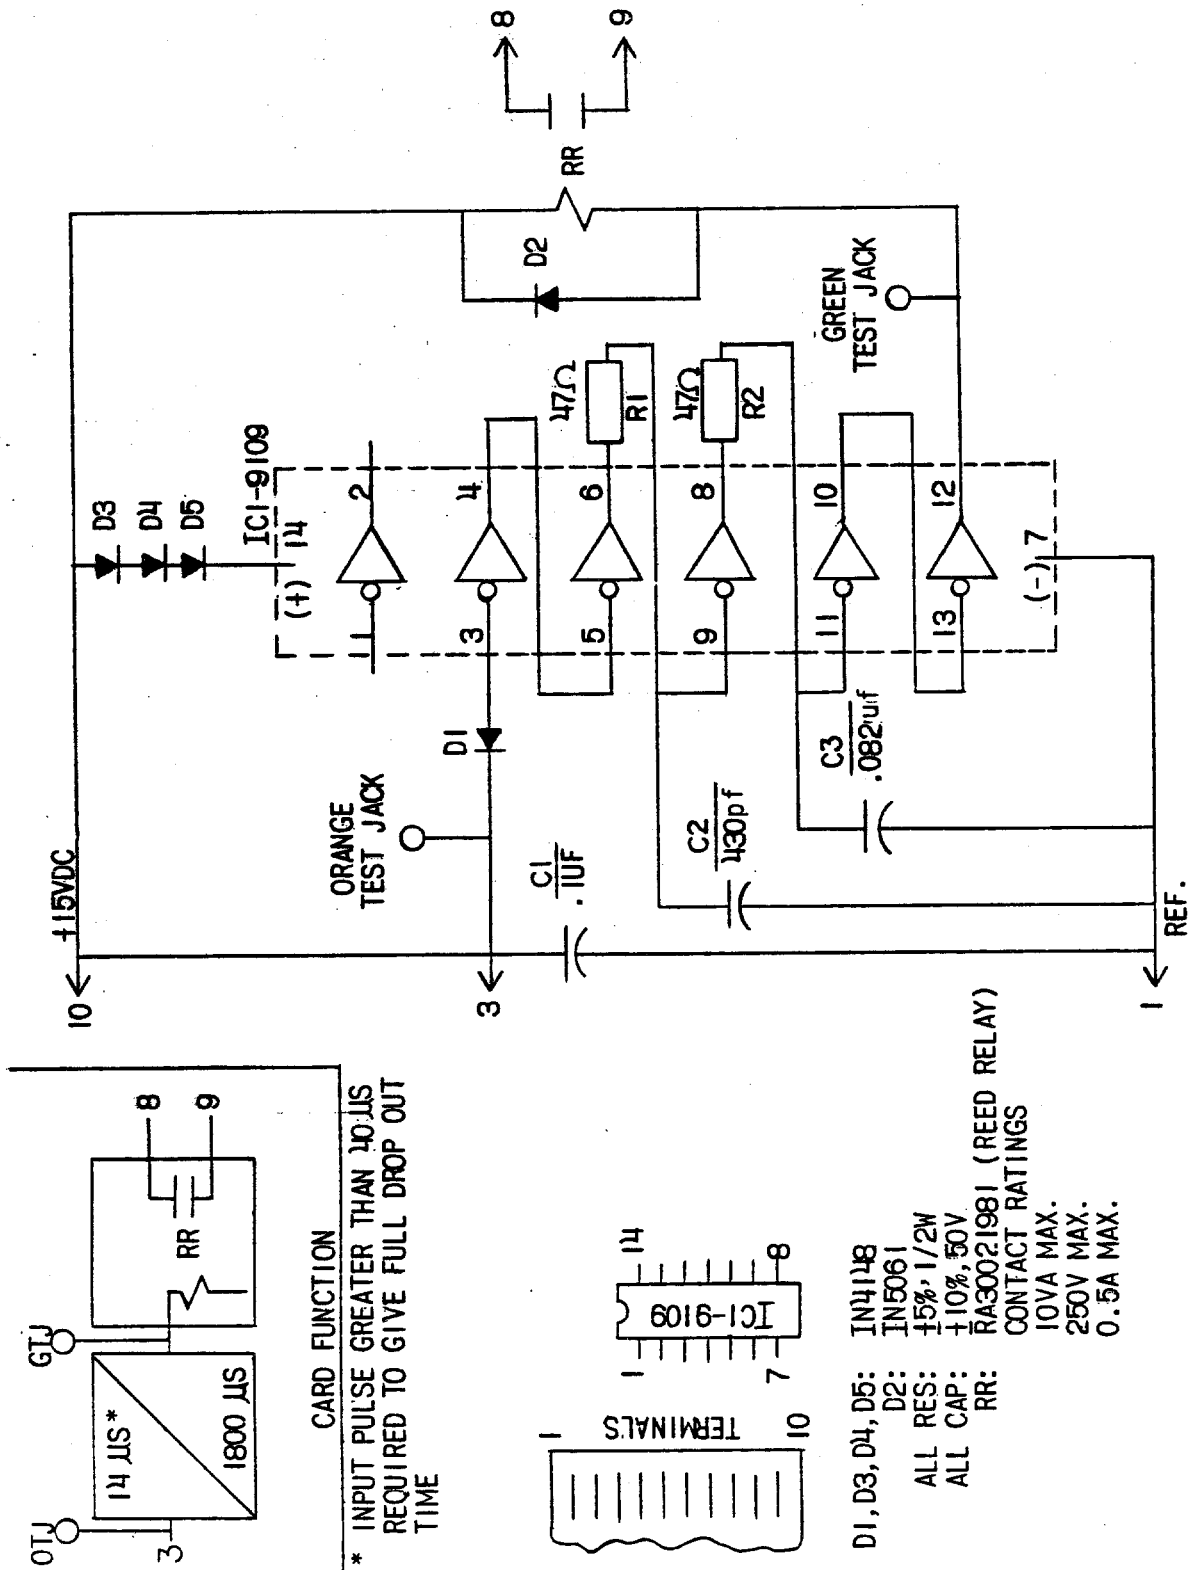 OTJ
GTJ
14 µS*
1800 µS
3
RR
8
9
CARD FUNCTION
* INPUT PULSE GREATER THAN 40 µS
REQUIRED TO GIVE FULL DROP OUT
TIME
10
+15VDC
D3
D4
D5
IC1-9109
(+) 14
1
2
ORANGE
TEST JACK
D1
3
4
3
5
6
47Ω
R1
C1
.1UF
9
8
47Ω
R2
C2
430pf
11
10
C3
.082uf
13
12
(-) 7
GREEN
TEST JACK
D2
RR
8
9
1
REF.
1
TERMINALS
10
1
14
IC1-9109
7
8
D1, D3, D4, D5: IN4148
D2: IN5061
ALL RES: ±5%, 1/2W
ALL CAP: ±10%, 50V
RR: RA30021981 (REED RELAY)
CONTACT RATINGS
10VA MAX.
250V MAX.
0.5A MAX.